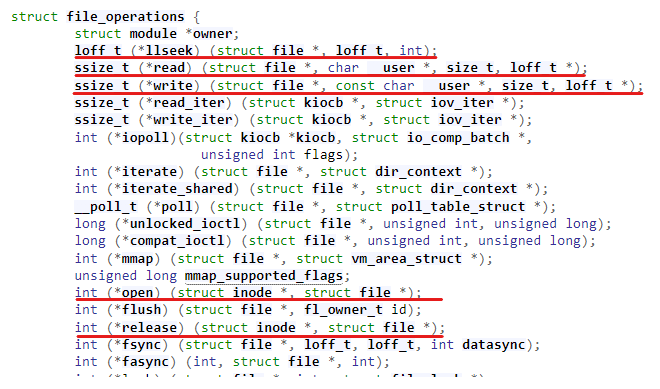 struct file_operations {
struct module *owner;
loff_t (*llseek) (struct file *, loff_t, int);
ssize_t (*read) (struct file *, char __user *, size_t, loff_t *);
ssize_t (*write) (struct file *, const char __user *, size_t, loff_t *);
ssize_t (*read_iter) (struct kiocb *, struct iov_iter *);
ssize_t (*write_iter) (struct kiocb *, struct iov_iter *);
int (*iopoll)(struct kiocb *kiocb, struct io_comp_batch *,
unsigned int flags);
int (*iterate) (struct file *, struct dir_context *);
int (*iterate_shared) (struct file *, struct dir_context *);
__poll_t (*poll) (struct file *, struct poll_table_struct *);
long (*unlocked_ioctl) (struct file *, unsigned int, unsigned long);
long (*compat_ioctl) (struct file *, unsigned int, unsigned long);
int (*mmap) (struct file *, struct vm_area_struct *);
unsigned long mmap_supported_flags;
int (*open) (struct inode *, struct file *);
int (*flush) (struct file *, fl_owner_t id);
int (*release) (struct inode *, struct file *);
int (*fsync) (struct file *, loff_t, loff_t, int datasync);
int (*fasync) (int, struct file *, int);